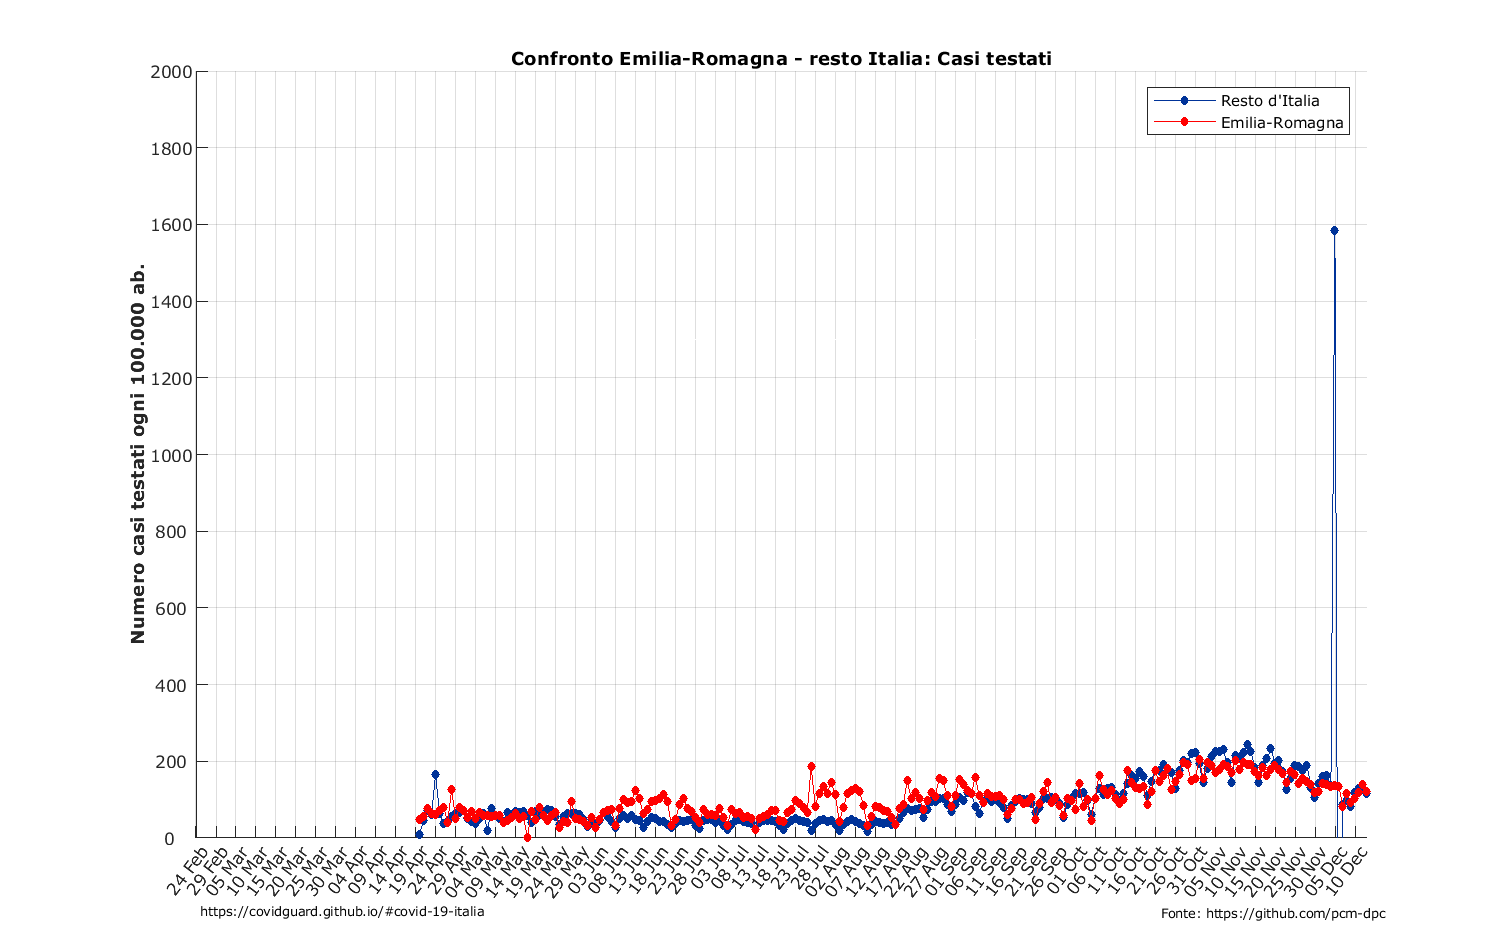 Confronto Emilia-Romagna - resto Italia: Casi testati
Resto d'Italia
Emilia-Romagna
Numero casi testati ogni 100.000 ab.
2000
1800
1600
1400
1200
1000
800
600
400
200
0
24 Feb
29 Feb
05 Mar
10 Mar
15 Mar
20 Mar
25 Mar
30 Mar
04 Apr
09 Apr
14 Apr
19 Apr
24 Apr
29 Apr
04 May
09 May
14 May
19 May
24 May
29 May
03 Jun
08 Jun
13 Jun
18 Jun
23 Jun
28 Jun
03 Jul
08 Jul
13 Jul
18 Jul
23 Jul
28 Jul
02 Aug
07 Aug
12 Aug
17 Aug
22 Aug
27 Aug
01 Sep
06 Sep
11 Sep
16 Sep
21 Sep
26 Sep
01 Oct
06 Oct
11 Oct
16 Oct
21 Oct
26 Oct
31 Oct
05 Nov
10 Nov
15 Nov
20 Nov
25 Nov
30 Nov
05 Dec
10 Dec
https://covidguard.github.io/#covid-19-italia
Fonte: https://github.com/pcm-dpc